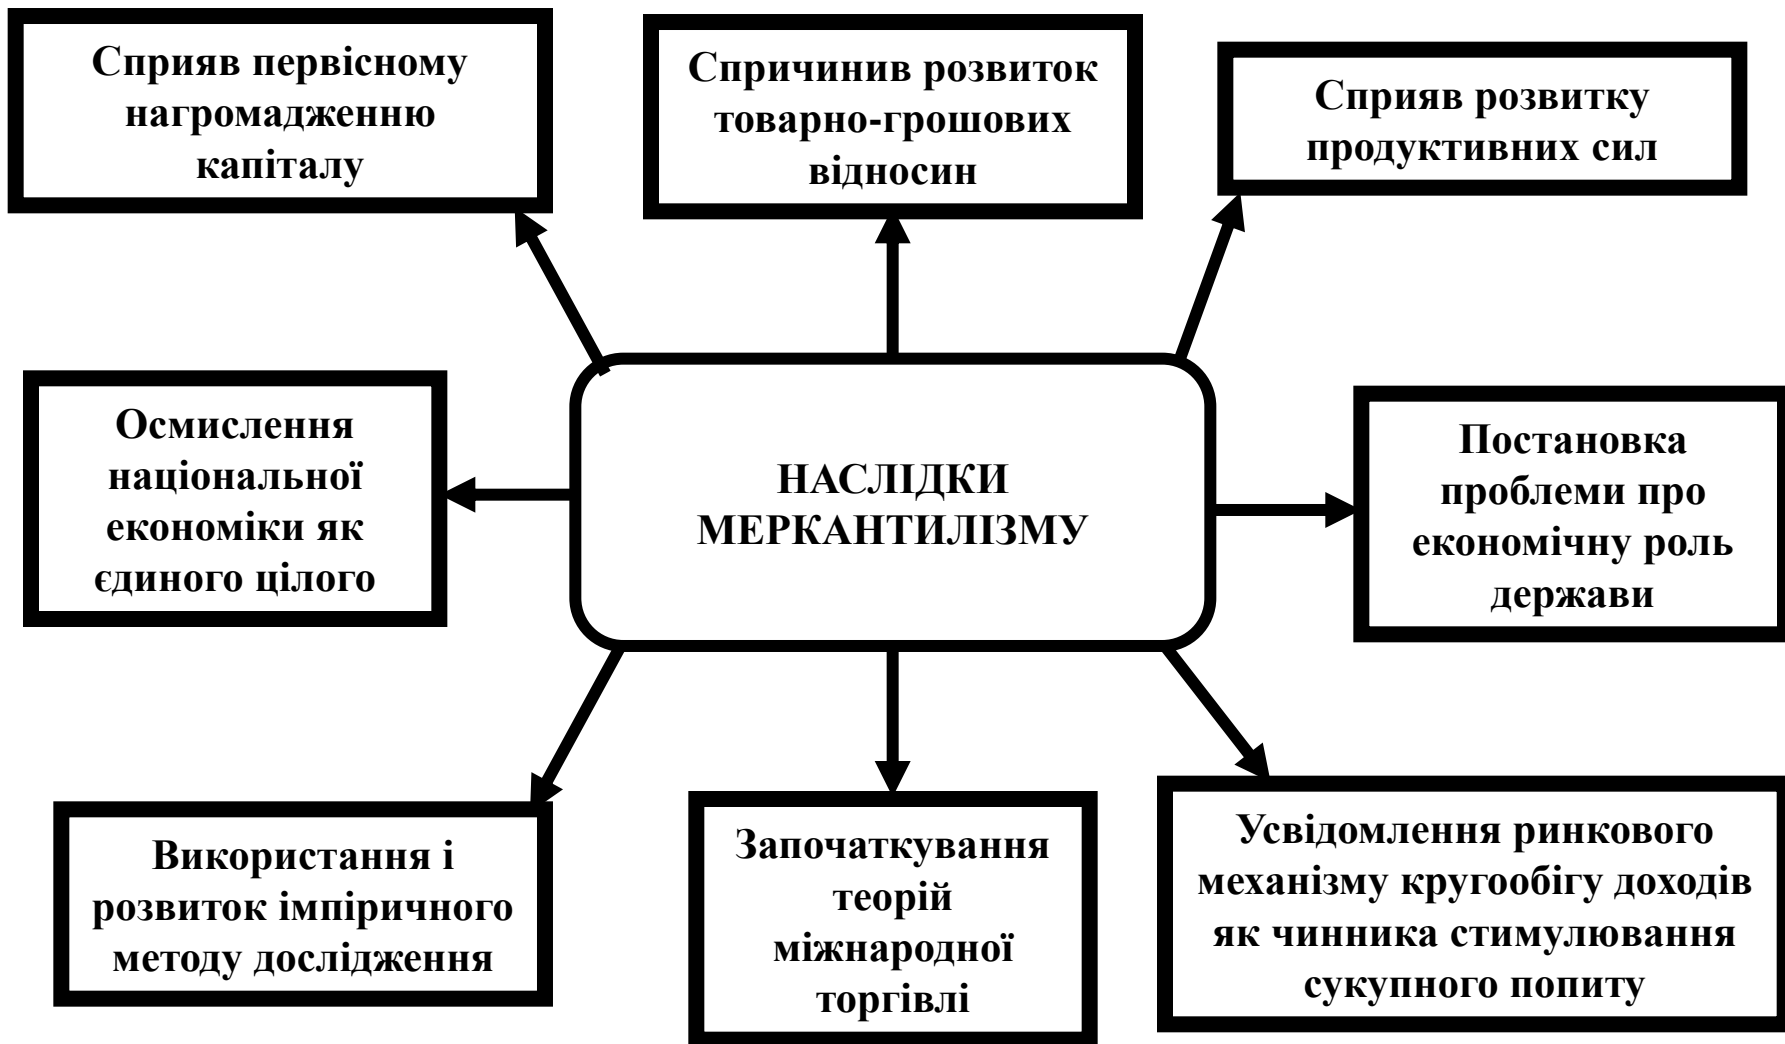 Сприяв первісному
нагромадженню
капіталу
Спричинив розвиток
товарно-грошових
відносин
Сприяв розвитку
продуктивних сил
Осмислення
національної
економіки як
єдиного цілого
НАСЛІДКИ
МЕРКАНТИЛІЗМУ
Постановка
проблеми про
економічну роль
держави
Використання і
розвиток імпіричного
методу дослідження
Започаткування
теорій
міжнародної
торгівлі
Усвідомлення ринкового
механізму кругообігу доходів
як чинника стимулювання
сукупного попиту